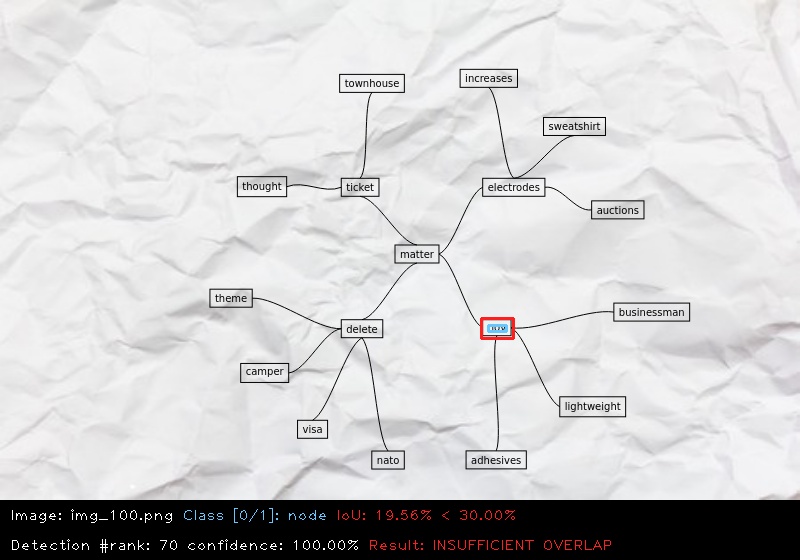 townhouse
increases
sweatshirt
thought
ticket
electrodes
auctions
matter
theme
businessman
delete
camper
lightweight
visa
nato
adhesives
Image: img_100.png Class [0/1]: node IoU: 19.56% < 30.00%
Detection #rank: 70 confidence: 100.00% Result: INSUFFICIENT OVERLAP